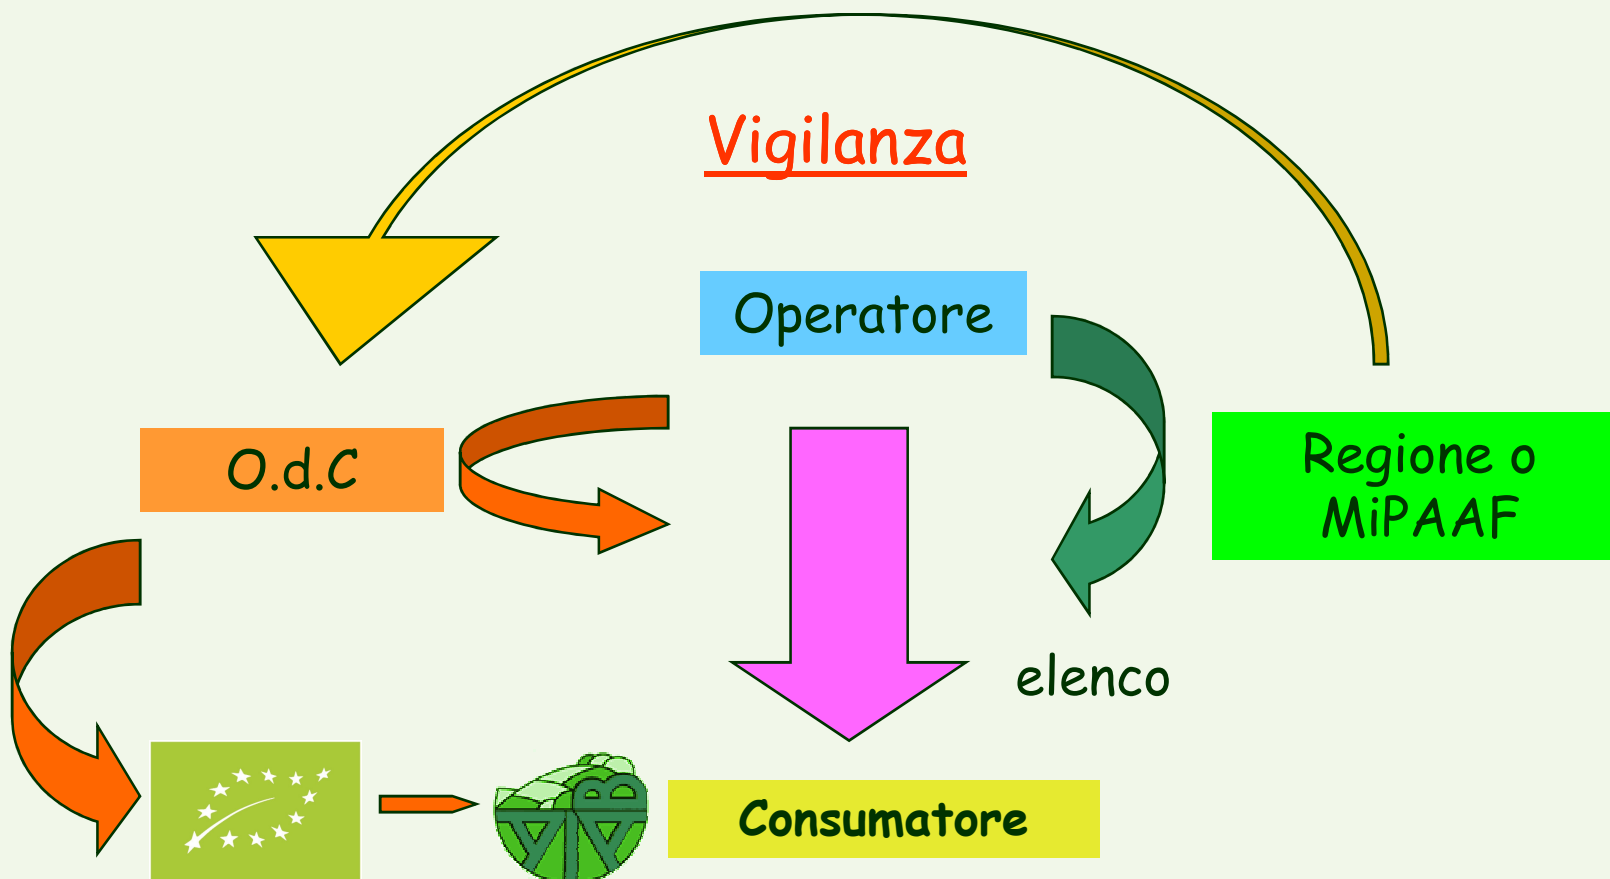 Vigilanza
Operatore
O.d.C
Regione o
MiPAAF
elenco
Consumatore